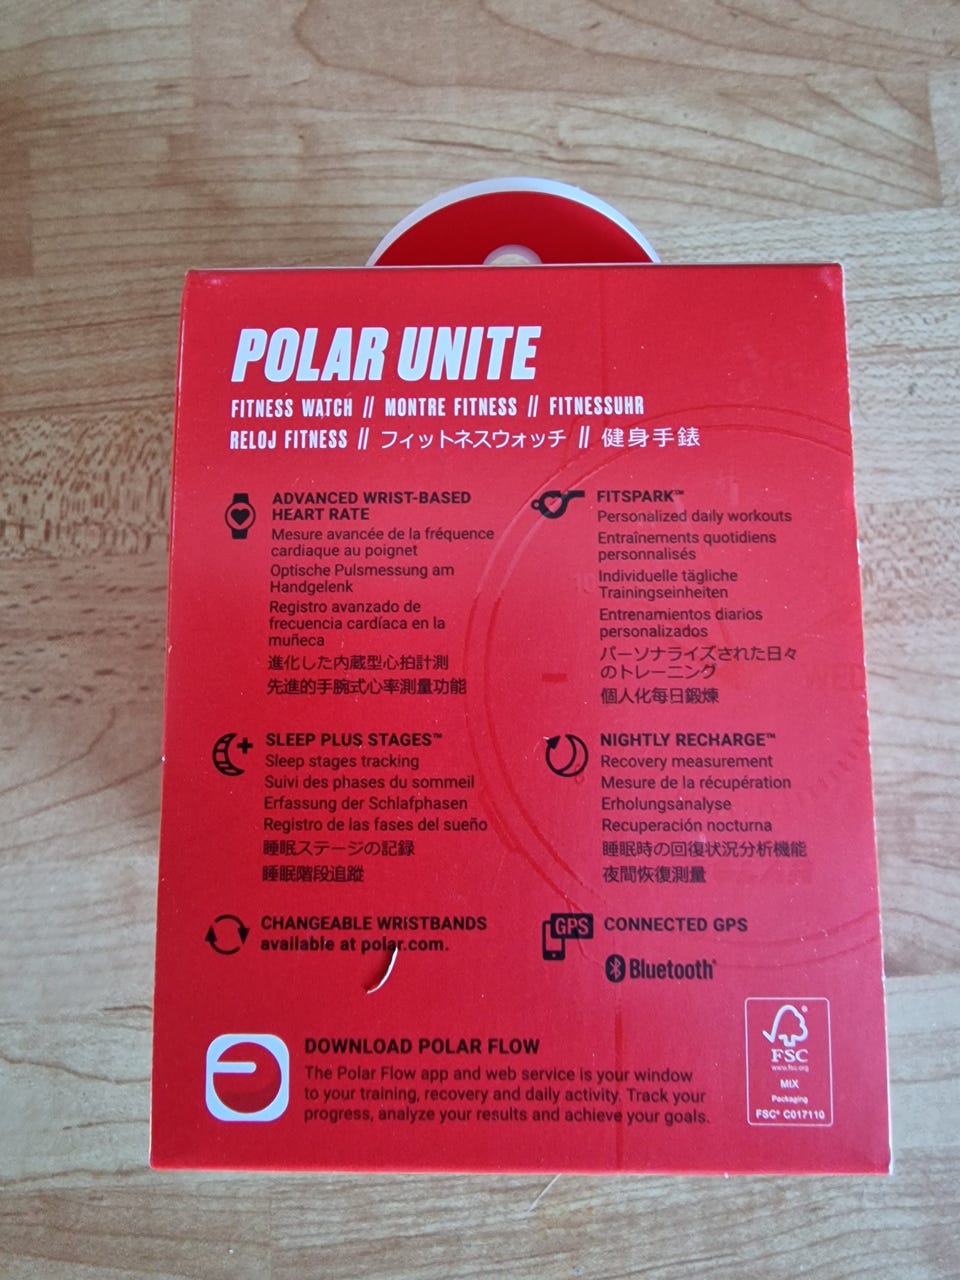 POLAR UNITE
FITNESS WATCH // MONTRE FITNESS // FITNESSUHR
RELOJ FITNESS // フィットネスウォッチ // 健身手錶
ADVANCED WRIST-BASED
HEART RATE
Mesure avancée de la fréquence
cardiaque au poignet
Optische Pulsmessung am
Handgelenk
Registro avanzado de
frecuencia cardíaca en la
muñeca
進化した内蔵型心拍計測
先進的手腕式心率測量功能
FITSPARK™
Personalized daily workouts
Entraînements quotidiens
personnalisés
Individuelle tägliche
Trainingseinheiten
Entrenamientos diarios
personalizados
パーソナライズされた日々
のトレーニング
個人化每日鍛煉
SLEEP PLUS STAGES™
Sleep stages tracking
Suivi des phases du sommeil
Erfassung der Schlafphasen
Registro de las fases del sueño
睡眠ステージの記録
睡眠階段追蹤
NIGHTLY RECHARGE™
Recovery measurement
Mesure de la récupération
Erholungsanalyse
Recuperación nocturna
睡眠時の回復状況分析機能
夜間恢復測量
CHANGEABLE WRISTBANDS
available at polar.com.
GPS
CONNECTED GPS
Bluetooth®
DOWNLOAD POLAR FLOW
The Polar Flow app and web service is your window
to your training, recovery and daily activity. Track your
progress, analyze your results and achieve your goals.
FSC
www.fsc.org
MIX
Packaging
FSC® C017110